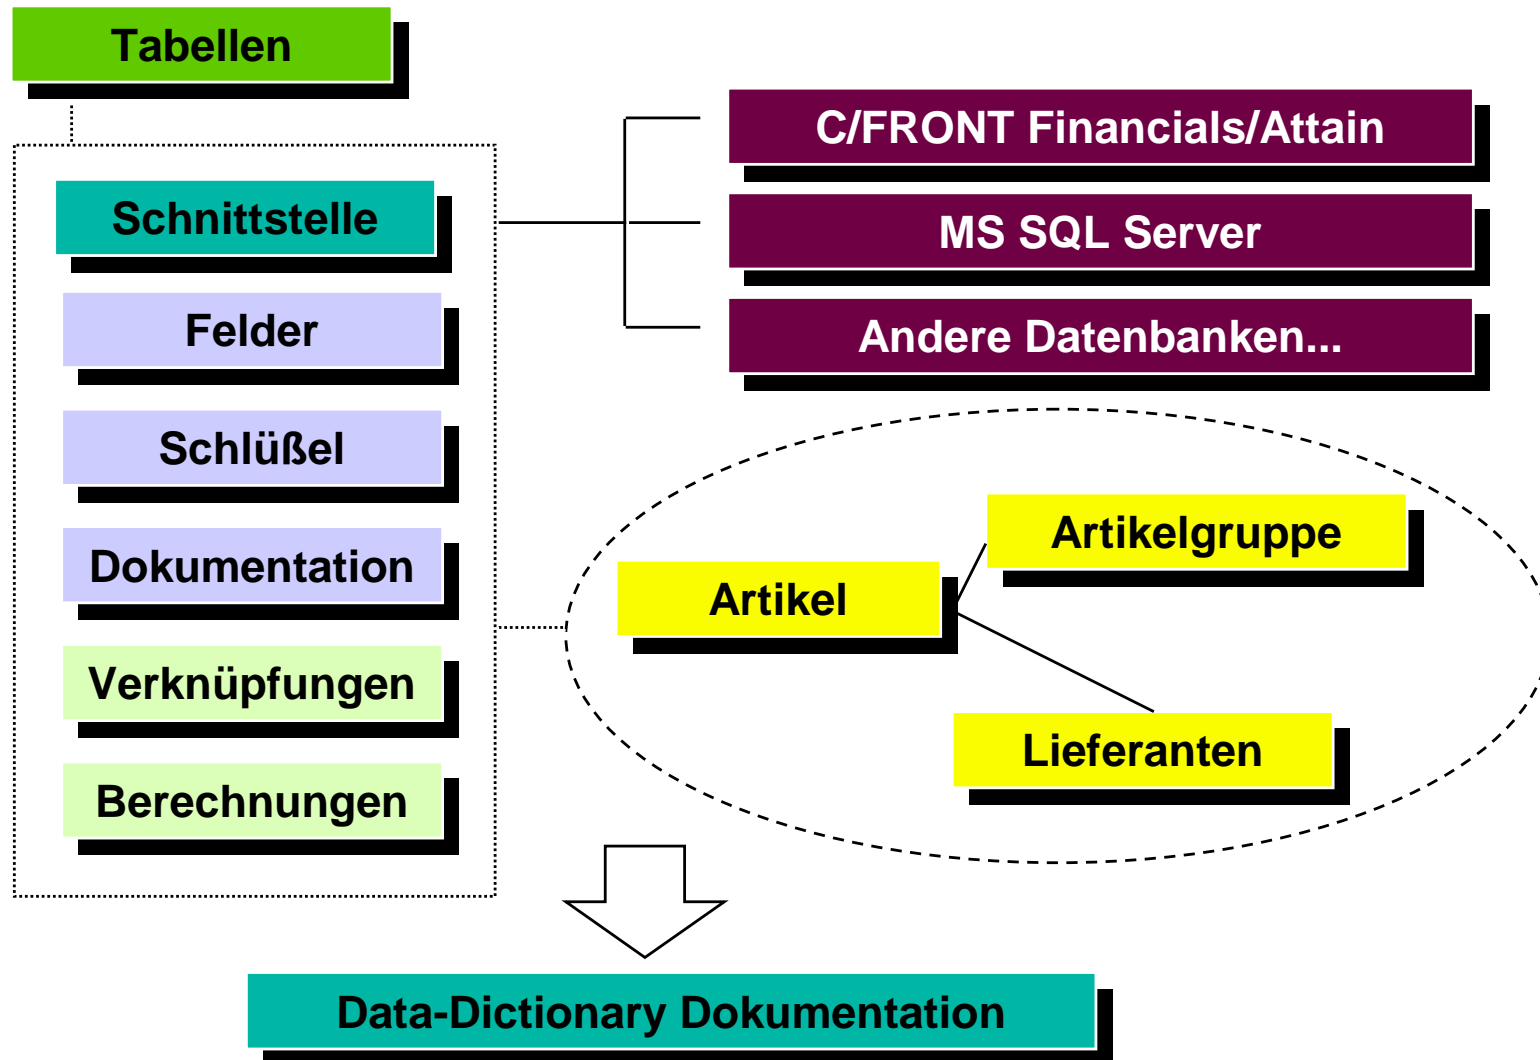 Tabellen
C/FRONT Financials/Attain
Schnittstelle
MS SQL Server
Felder
Andere Datenbanken...
Schlüßel
Artikelgruppe
Dokumentation
Artikel
Verknüpfungen
Lieferanten
Berechnungen
Data-Dictionary Dokumentation